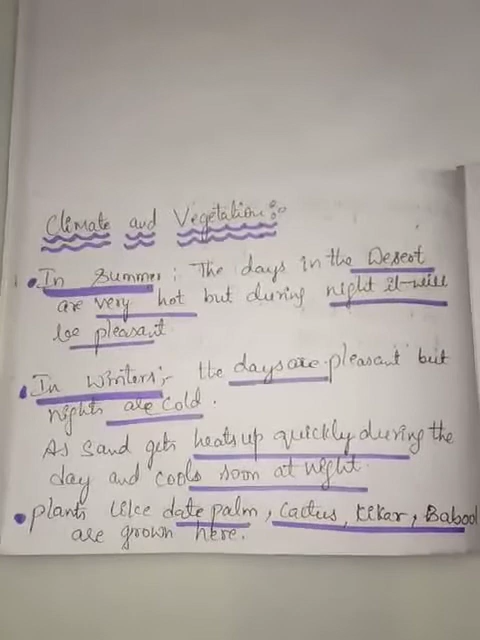 Climate and Vegetation:-
In Summer: The days in the Desert
are very hot but during night it will
be pleasant
In Winters:- the days are pleasant but
nights are cold.
As Sand gets heats up quickly during the
day and cools soon at night.
plants like date palm, Cactus, Kikar, Babool
are grown here.